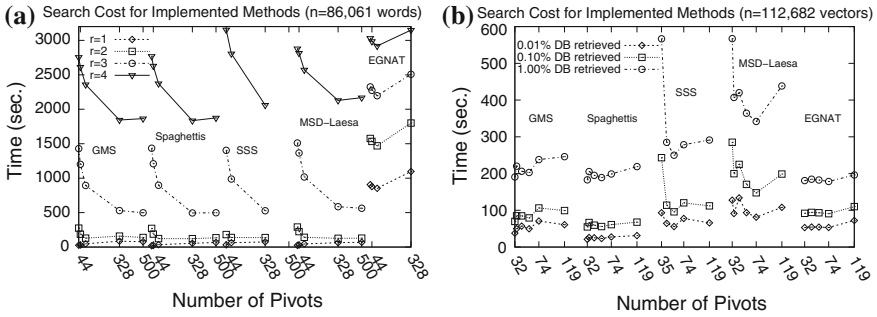 (a) Search Cost for Implemented Methods (n=86,061 words)
r=1
r=2
r=3
r=4
GMS
Spaghettis
SSS
MSD-Laesa
EGNAT
Time (sec.)
3000
2500
2000
1500
1000
500
0
44 328 500 44 328 500 44 328 500 44 328 500 44 328
Number of Pivots
(b) Search Cost for Implemented Methods (n=112,682 vectors)
0.01% DB retrieved
0.10% DB retrieved
1.00% DB retrieved
GMS
Spaghettis
SSS
MSD-Laesa
EGNAT
Time (sec.)
600
500
400
300
200
100
0
32 74 119 32 74 119 35 74 119 32 74 119 32 74 119
Number of Pivots